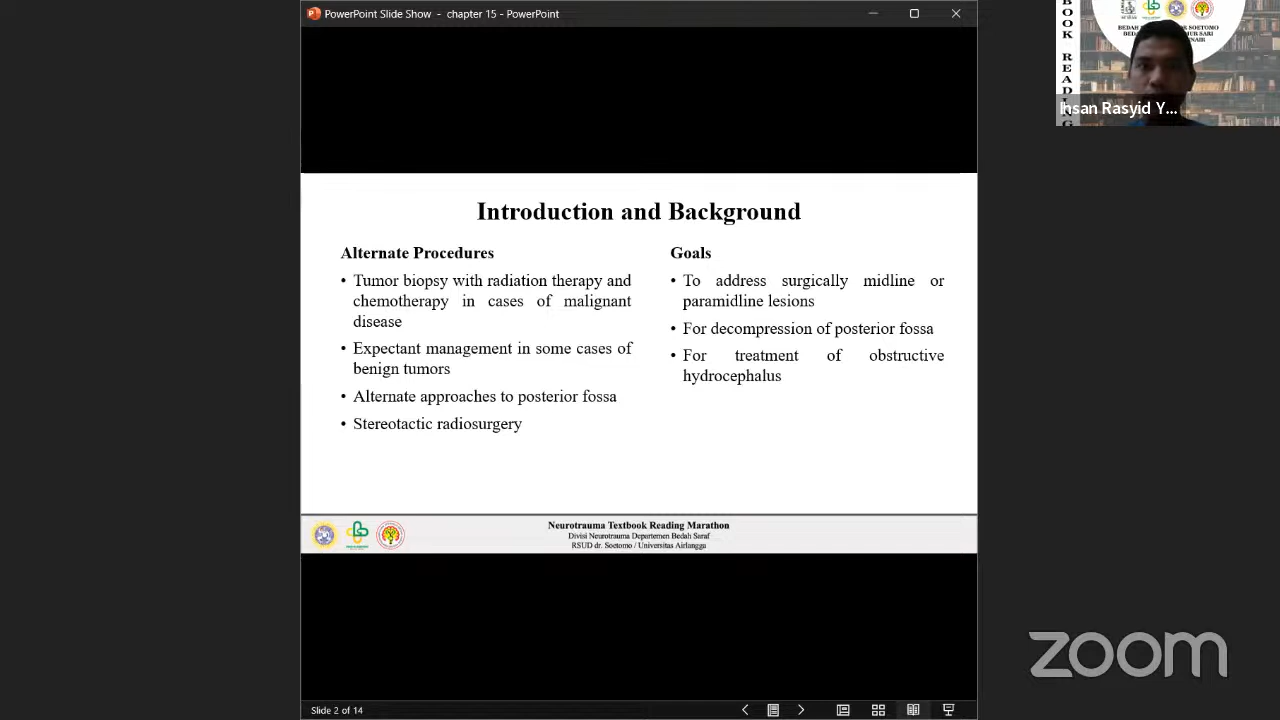 PowerPoint Slide Show - chapter 15 - PowerPoint
BOOK READING
BEDAH
SOETOMO
Ihsan Rasyid Y...
Introduction and Background
Alternate Procedures
• Tumor biopsy with radiation therapy and
chemotherapy in cases of malignant
disease
• Expectant management in some cases of
benign tumors
• Alternate approaches to posterior fossa
• Stereotactic radiosurgery
Goals
• To address surgically midline or
paramidline lesions
• For decompression of posterior fossa
• For treatment of obstructive
hydrocephalus
Neurotrauma Textbook Reading Marathon
Divisi Neurotrauma Departemen Bedah Saraf
RSUD dr. Soetomo / Universitas Airlangga
zoom
Slide 2 of 14